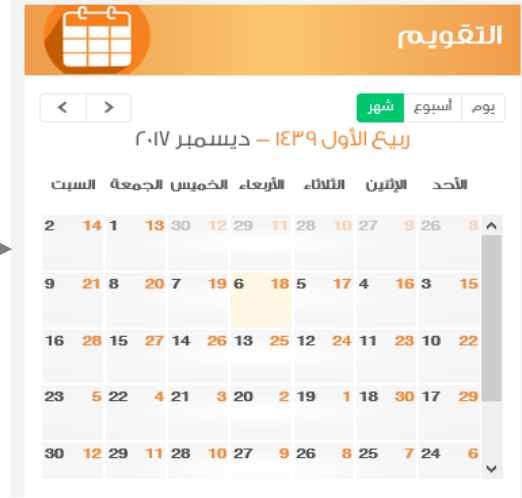 التقويم
يوم أسبوع شهر
ربيع الأول ١٤٣٩ – ديسمبر ٢٠١٧
الأحد الإثنين الثلاثاء الأربعاء الخميس الجمعة السبت
8 26 9 27 10 28 11 29 12 30 13 1 14 2
15 3 16 4 17 5 18 6 19 7 20 8 21 9
22 10 23 11 24 12 25 13 26 14 27 15 28 16
29 17 30 18 1 19 2 20 3 21 4 22 5 23
6 24 7 25 8 26 9 27 10 28 11 29 12 30